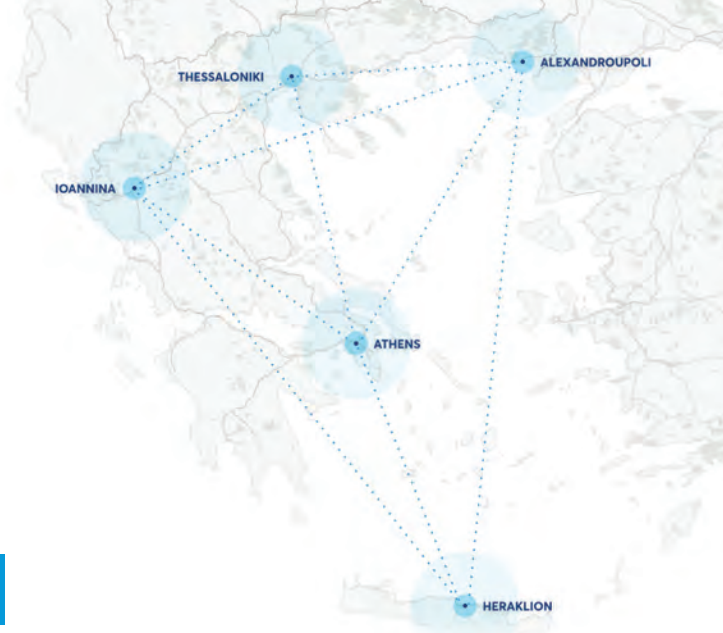 ALEXANDROUPOLI
THESSALONIKI
IOANNINA
ATHENS
HERAKLION